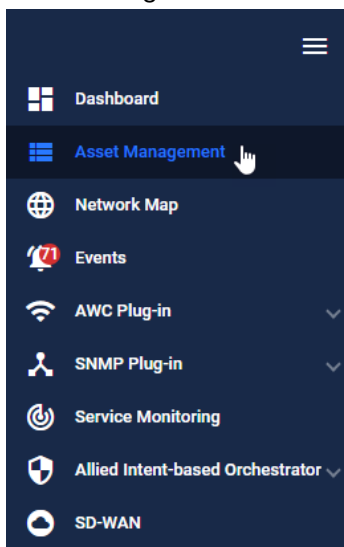 Dashboard
Asset Management
Network Map
71
Events
AWC Plug-in
SNMP Plug-in
Service Monitoring
Allied Intent-based Orchestrator
SD-WAN